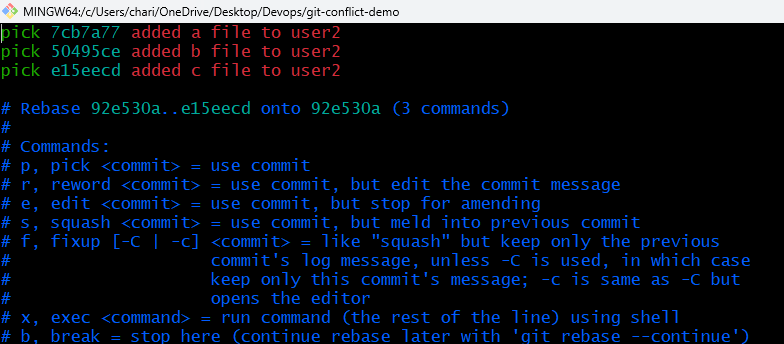 MINGW64:/c/Users/chari/OneDrive/Desktop/Devops/git-conflict-demo
pick 7cb7a77 added a file to user2
pick 50495ce added b file to user2
pick e15eecd added c file to user2
# Rebase 92e530a..e15eecd onto 92e530a (3 commands)
#
# Commands:
# p, pick <commit> = use commit
# r, reword <commit> = use commit, but edit the commit message
# e, edit <commit> = use commit, but stop for amending
# s, squash <commit> = use commit, but meld into previous commit
# f, fixup [-C | -c] <commit> = like "squash" but keep only the previous
#                    commit's log message, unless -C is used, in which case
#                    keep only this commit's message; -c is same as -C but
#                    opens the editor
# x, exec <command> = run command (the rest of the line) using shell
# b, break = stop here (continue rebase later with 'git rebase --continue')